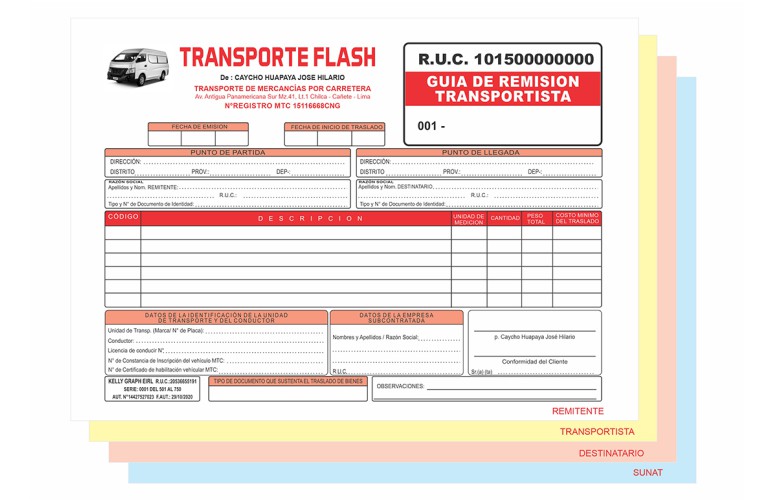 TRANSPORTE FLASH
De : CAYCHO HUAPAYA JOSE HILARIO
TRANSPORTE DE MERCANCÍAS POR CARRETERA
Av. Antigua Panamericana Sur Mz.41, Lt.1 Chilca - Cañete - Lima
N°REGISTRO MTC 15116668CNG
R.U.C. 101500000000
GUIA DE REMISION
TRANSPORTISTA
001 -
FECHA DE EMISION
FECHA DE INICIO DE TRASLADO
PUNTO DE PARTIDA
DIRECCIÓN:
DISTRITO PROV.: DEP-:
PUNTO DE LLEGADA
DIRECCIÓN:
DISTRITO PROV.: DEP-:
RAZÓN SOCIAL
Apellidos y Nom. REMITENTE:
R.U.C.:
Tipo y N° de Documento de Identidad:
RAZÓN SOCIAL
Apellidos y Nom. DESTINATARIO,
R.U.C.:
Tipo y N° de Documento de Identidad:
CÓDIGO DESCRIPCION UNIDAD DE MEDICION CANTIDAD PESO TOTAL COSTO MINIMO DEL TRASLADO
DATOS DE LA IDENTIFICACIÓN DE LA UNIDAD
DE TRANSPORTE Y DEL CONDUCTOR
Unidad de Transp. (Marca/ N° de Placa):
Conductor:
Licencia de conducir N°
N° de Constancia de Inscripción del vehículo MTC:
N° de Certificado de habilitación vehicular MTC:
DATOS DE LA EMPRESA
SUBCONTRATADA
Nombres y Apellidos / Razón Social:
R.U.C.
p. Caycho Huapaya José Hilario
Conformidad del Cliente
Sr.(a) (ta)
KELLY GRAPH EIRL R.U.C.:20536655191
SERIE: 0001 DEL 501 AL 750
AUT. N°14427527023 F.AUT.: 29/10/2020
TIPO DE DOCUMENTO QUE SUSTENTA EL TRASLADO DE BIENES
OBSERVACIONES:
REMITENTE
TRANSPORTISTA
DESTINATARIO
SUNAT